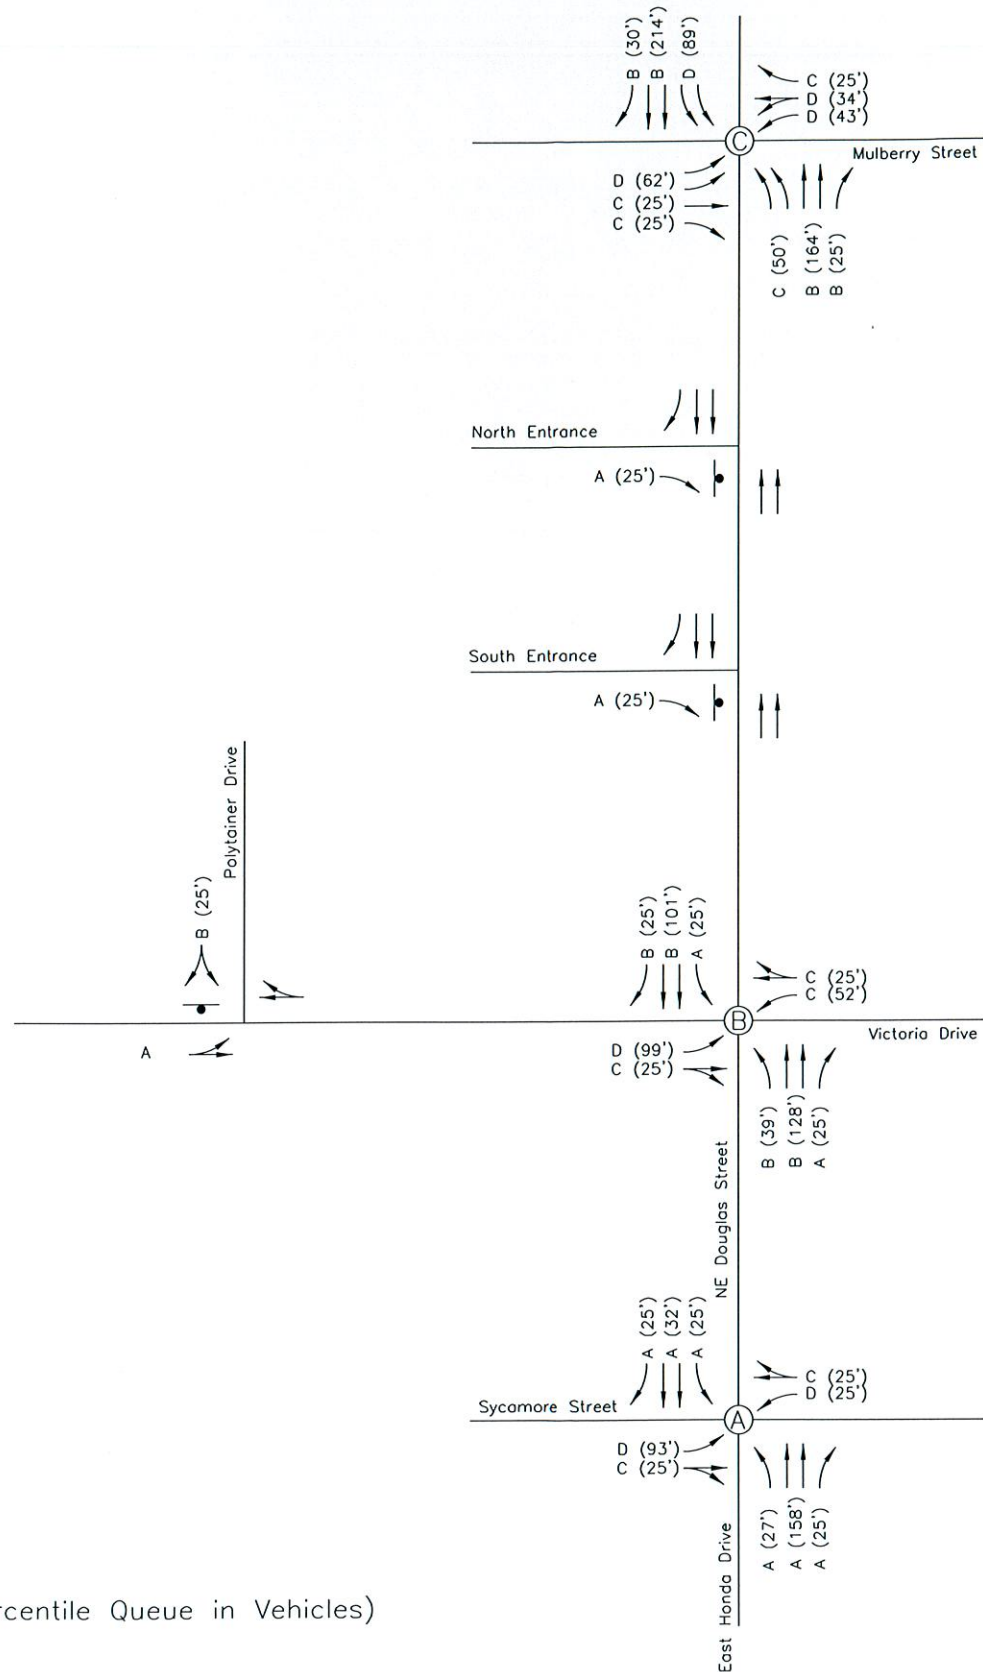 B (30')
B (214')
D (89')
C (25')
D (34')
D (43')
C
Mulberry Street
D (62')
C (25')
C (25')
C (50')
B (164')
B (25')
North Entrance
A (25')
South Entrance
A (25')
Polytainer Drive
B (25')
A
B (25')
B (101')
A (25')
C (25')
C (52')
B
Victoria Drive
D (99')
C (25')
B (39')
B (128')
A (25')
NE Douglas Street
A (25')
A (32')
A (25')
C (25')
D (25')
Sycamore Street
A
D (93')
C (25')
A (27')
A (158')
A (25')
East Honda Drive
rcentile Queue in Vehicles)